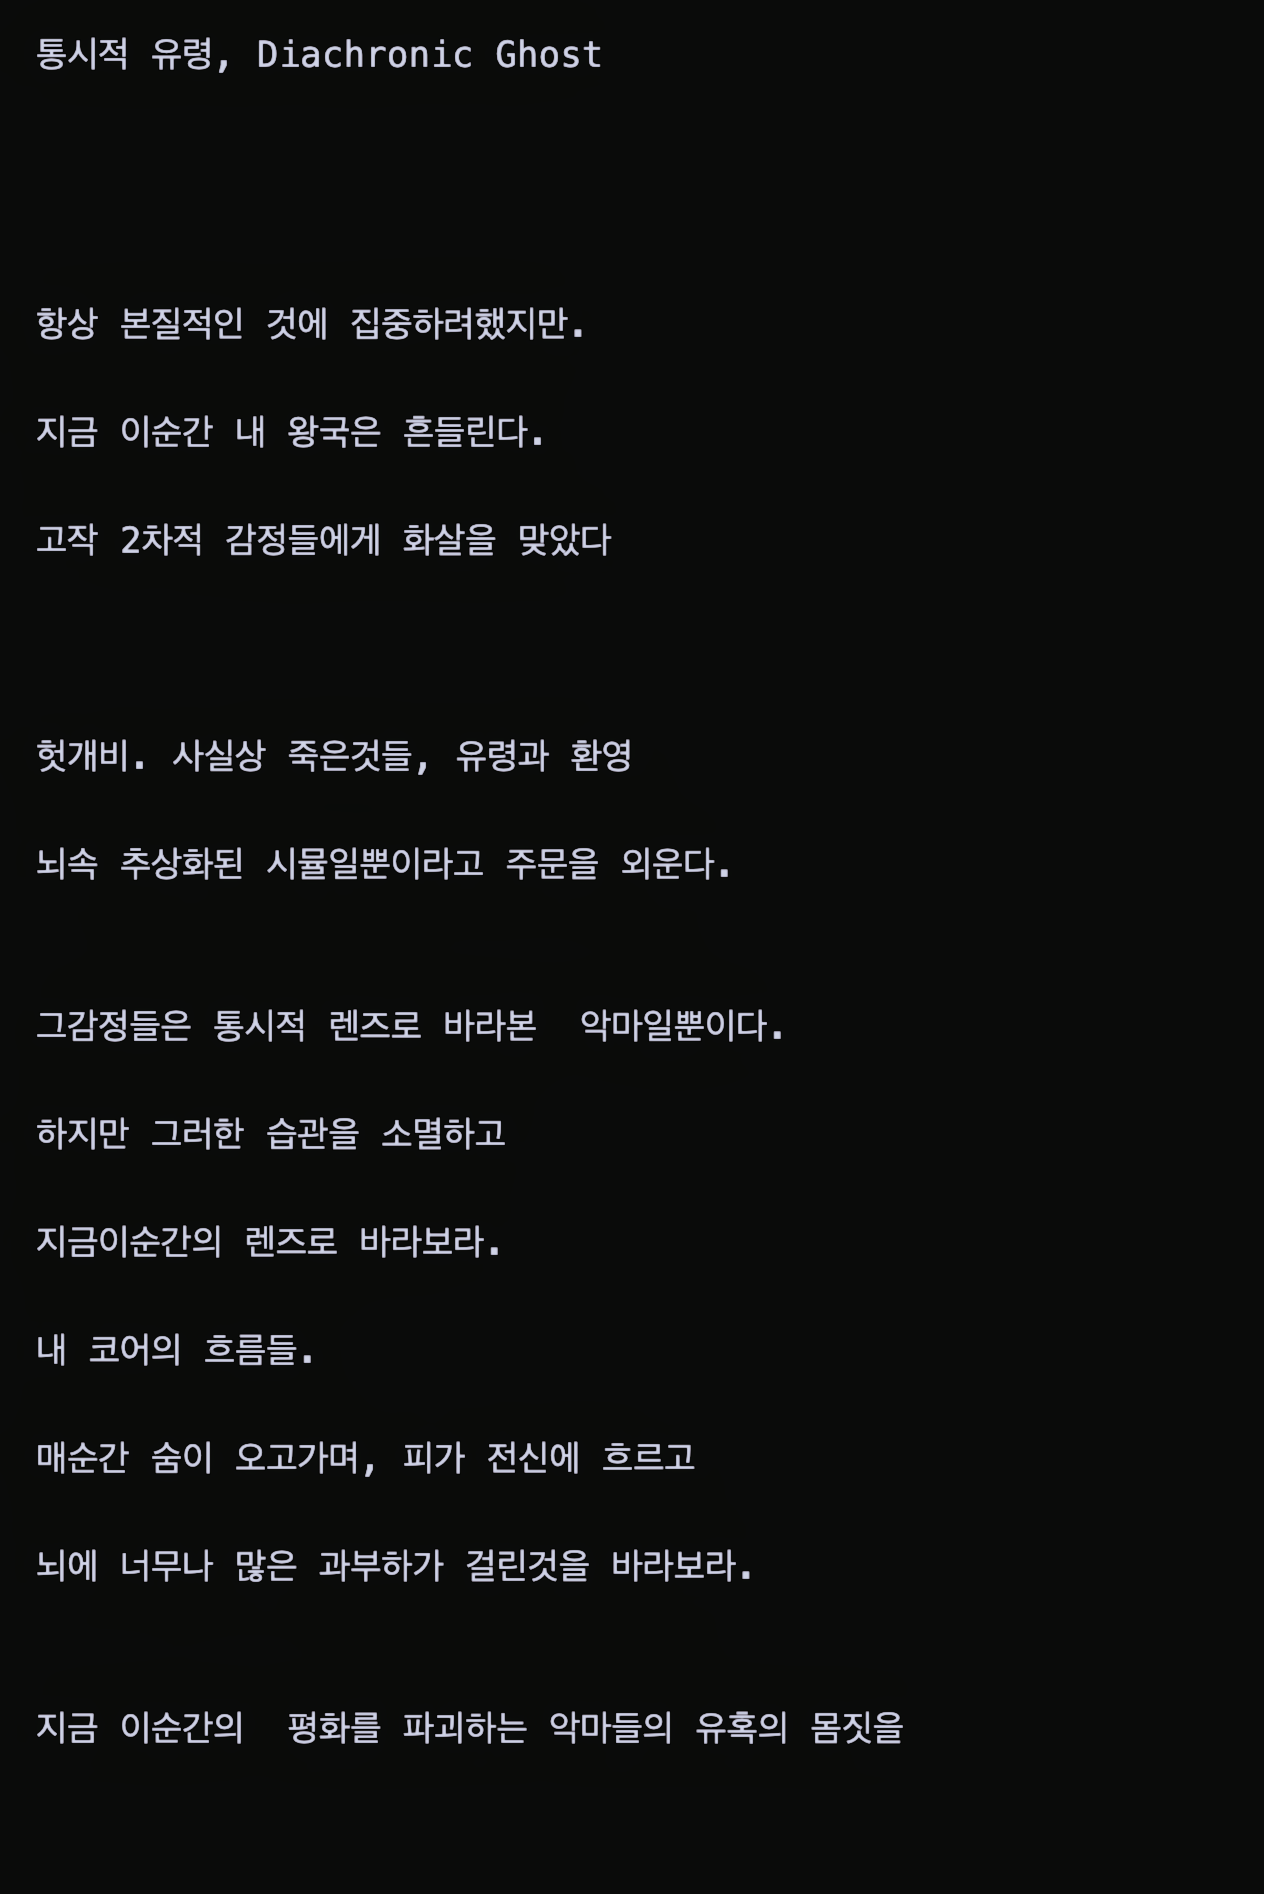 통시적 유령, Diachronic Ghost
항상 본질적인 것에 집중하려했지만.
지금 이순간 내 왕국은 흔들린다.
고작 2차적 감정들에게 화살을 맞았다
헛개비. 사실상 죽은것들, 유령과 환영
뇌속 추상화된 시뮬일뿐이라고 주문을 외운다.
그감정들은 통시적 렌즈로 바라본  악마일뿐이다.
하지만 그러한 습관을 소멸하고
지금이순간의 렌즈로 바라보라.
내 코어의 흐름들.
매순간 숨이 오고가며, 피가 전신에 흐르고
뇌에 너무나 많은 과부하가 걸린것을 바라보라.
지금 이순간의  평화를 파괴하는 악마들의 유혹의 몸짓을